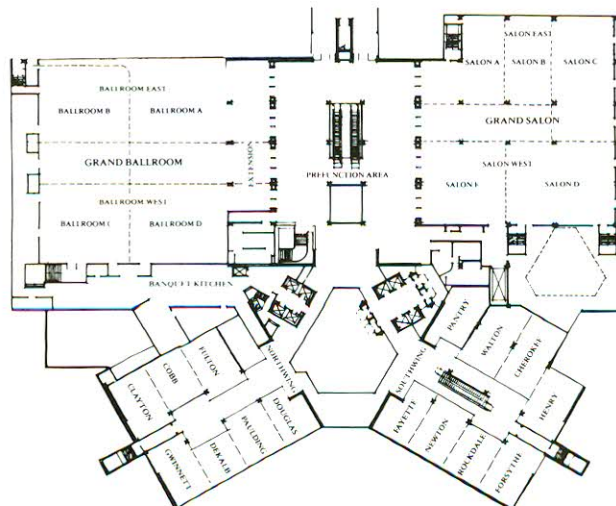 SALON EAST
BALLROOM EAST
SALON A
SALON B
SALON C
BALLROOM B
BALLROOM A
GRAND SALON
GRAND BALLROOM
EXTENSION
SALON WEST
PREFUNCTION AREA
SALON E
SALON D
BALLROOM WEST
BALLROOM C
BALLROOM D
BANQUET KITCHEN
PANTRY
WALTON
CHEROKEE
FULTON
COBB
CLAYTON
NORTHWING
SOUTHWING
HENRY
DOUGLAS
PAULDING
DEKALB
GWINNETT
FAYETTE
NEWTON
ROCKDALE
FORSYTHE